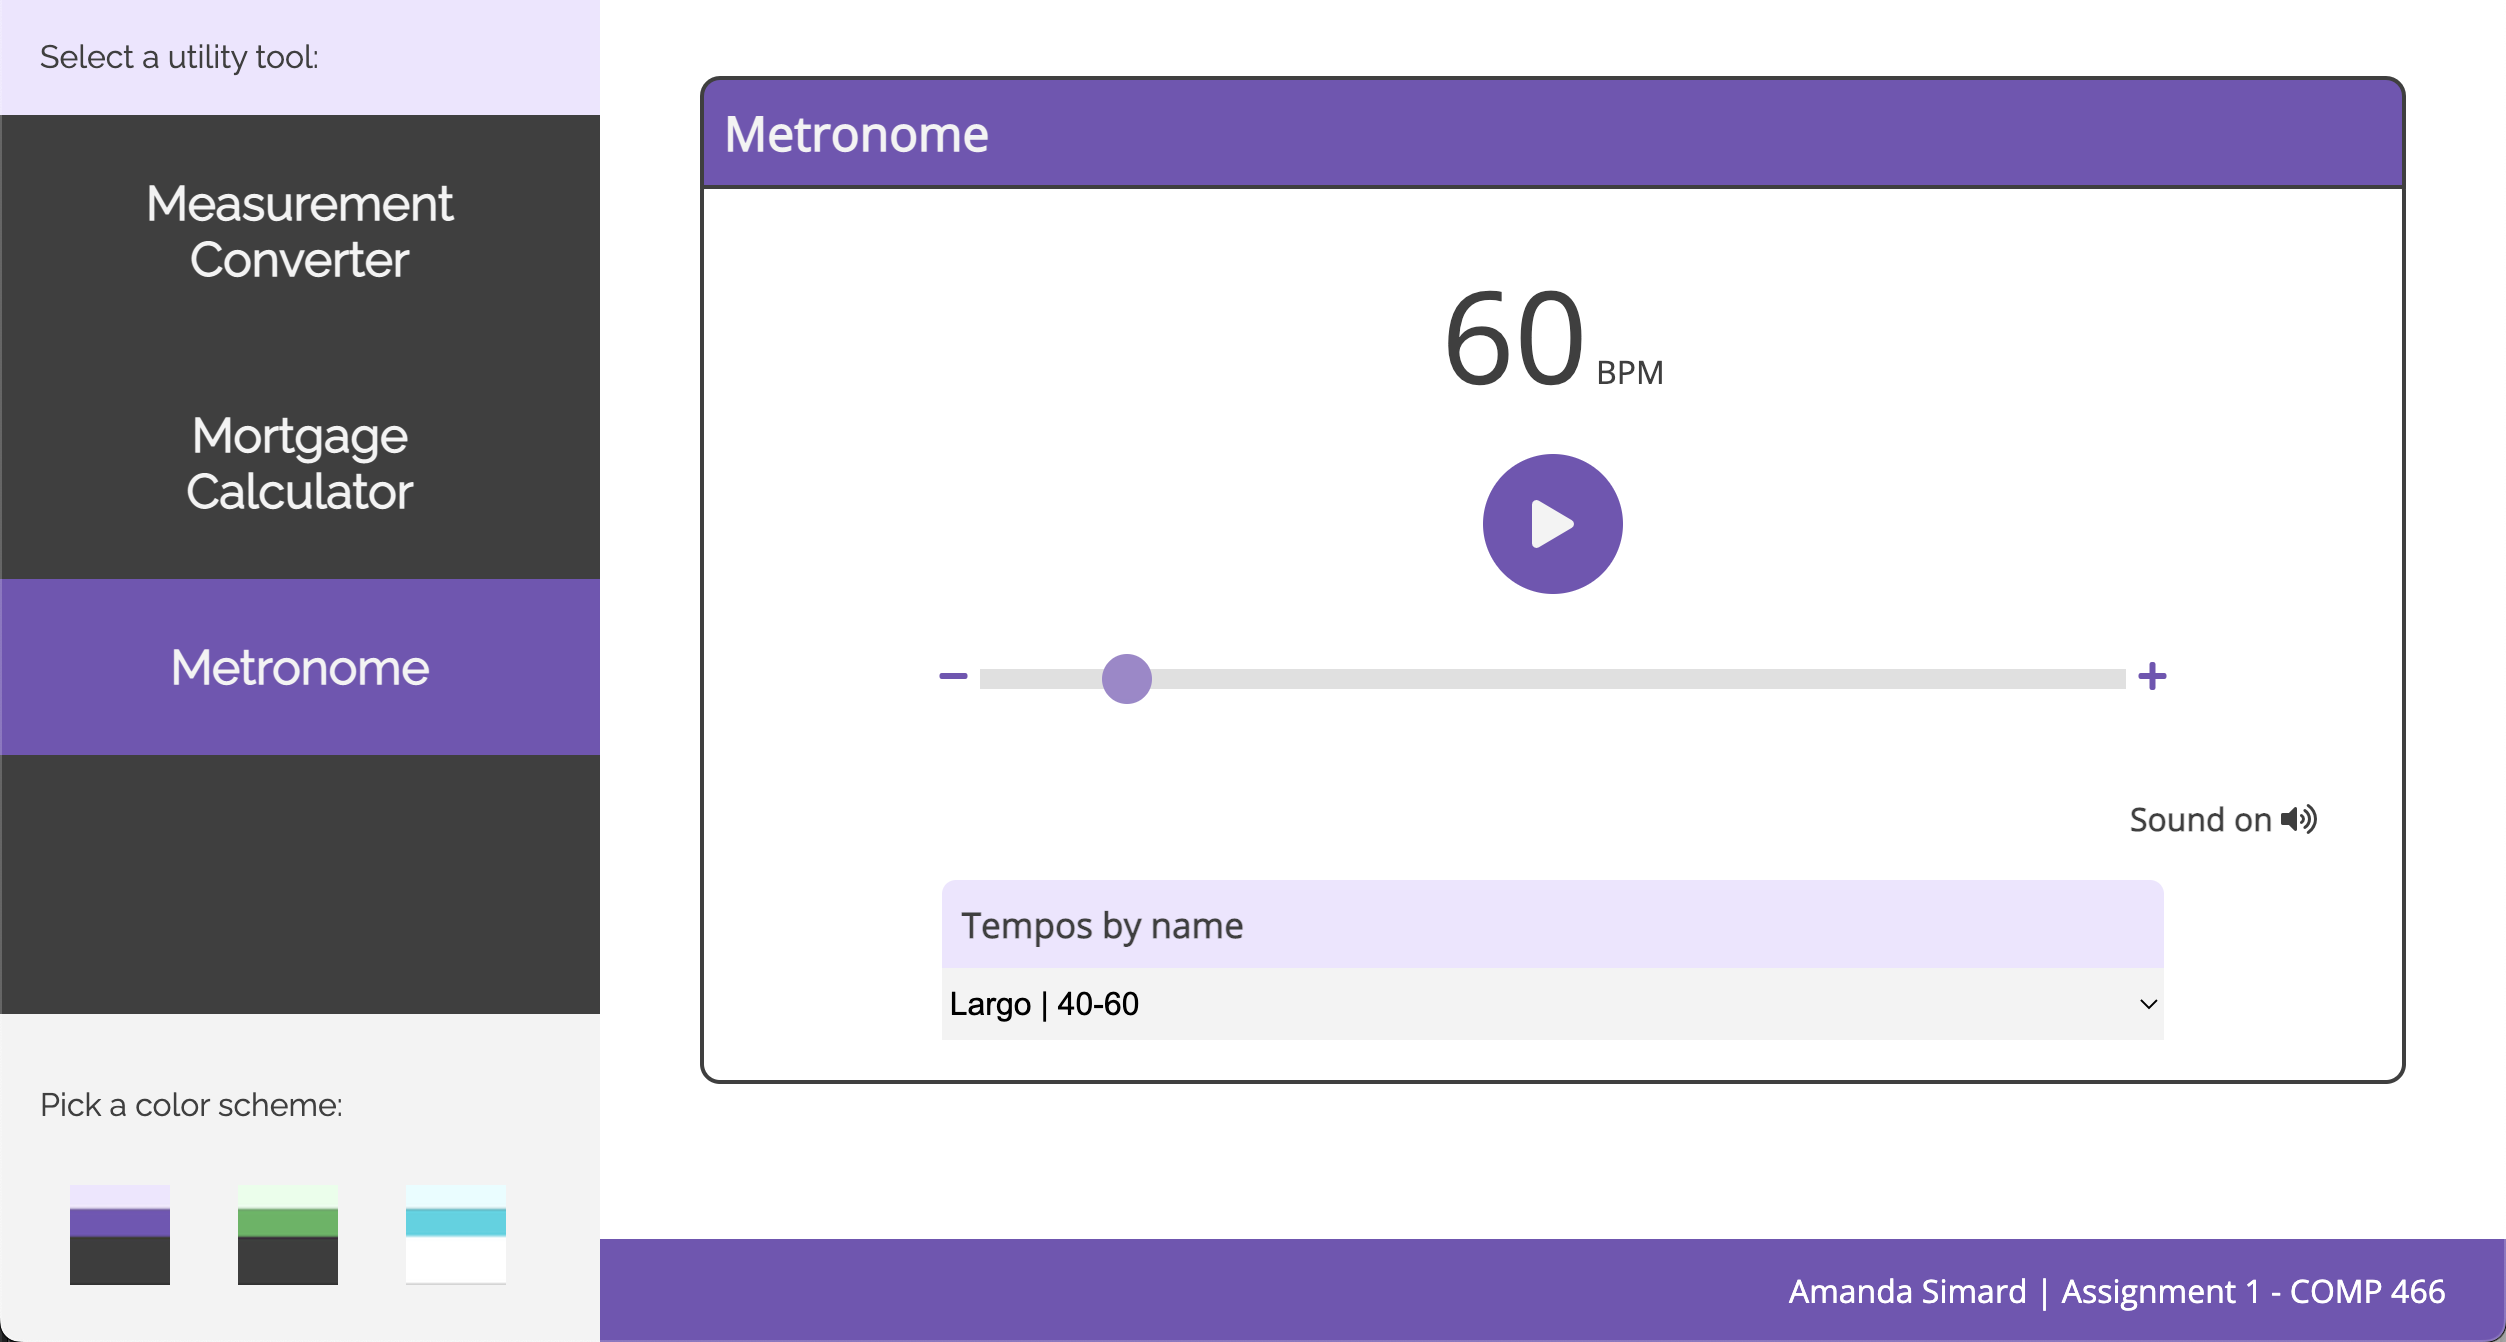 Select a utility tool:
Measurement
Converter
Mortgage
Calculator
Metronome
Pick a color scheme:
Metronome
60 BPM
Sound on
Tempos by name
Largo | 40-60
Amanda Simard | Assignment 1 - COMP 466